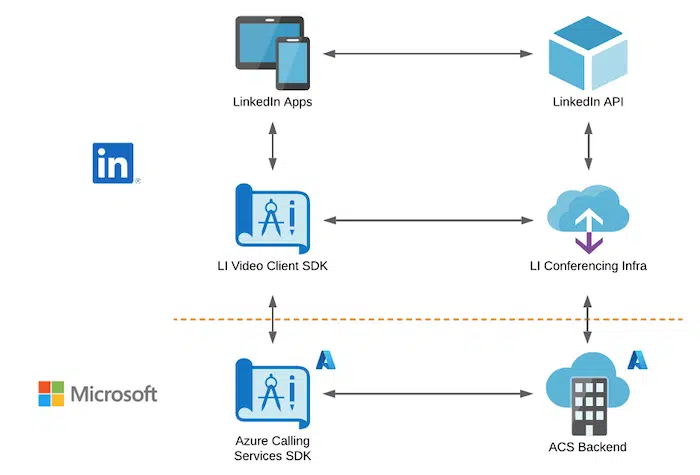 LinkedIn Apps
LinkedIn API
in
®
LI Video Client SDK
LI Conferencing Infra
Microsoft
Azure Calling
Services SDK
ACS Backend